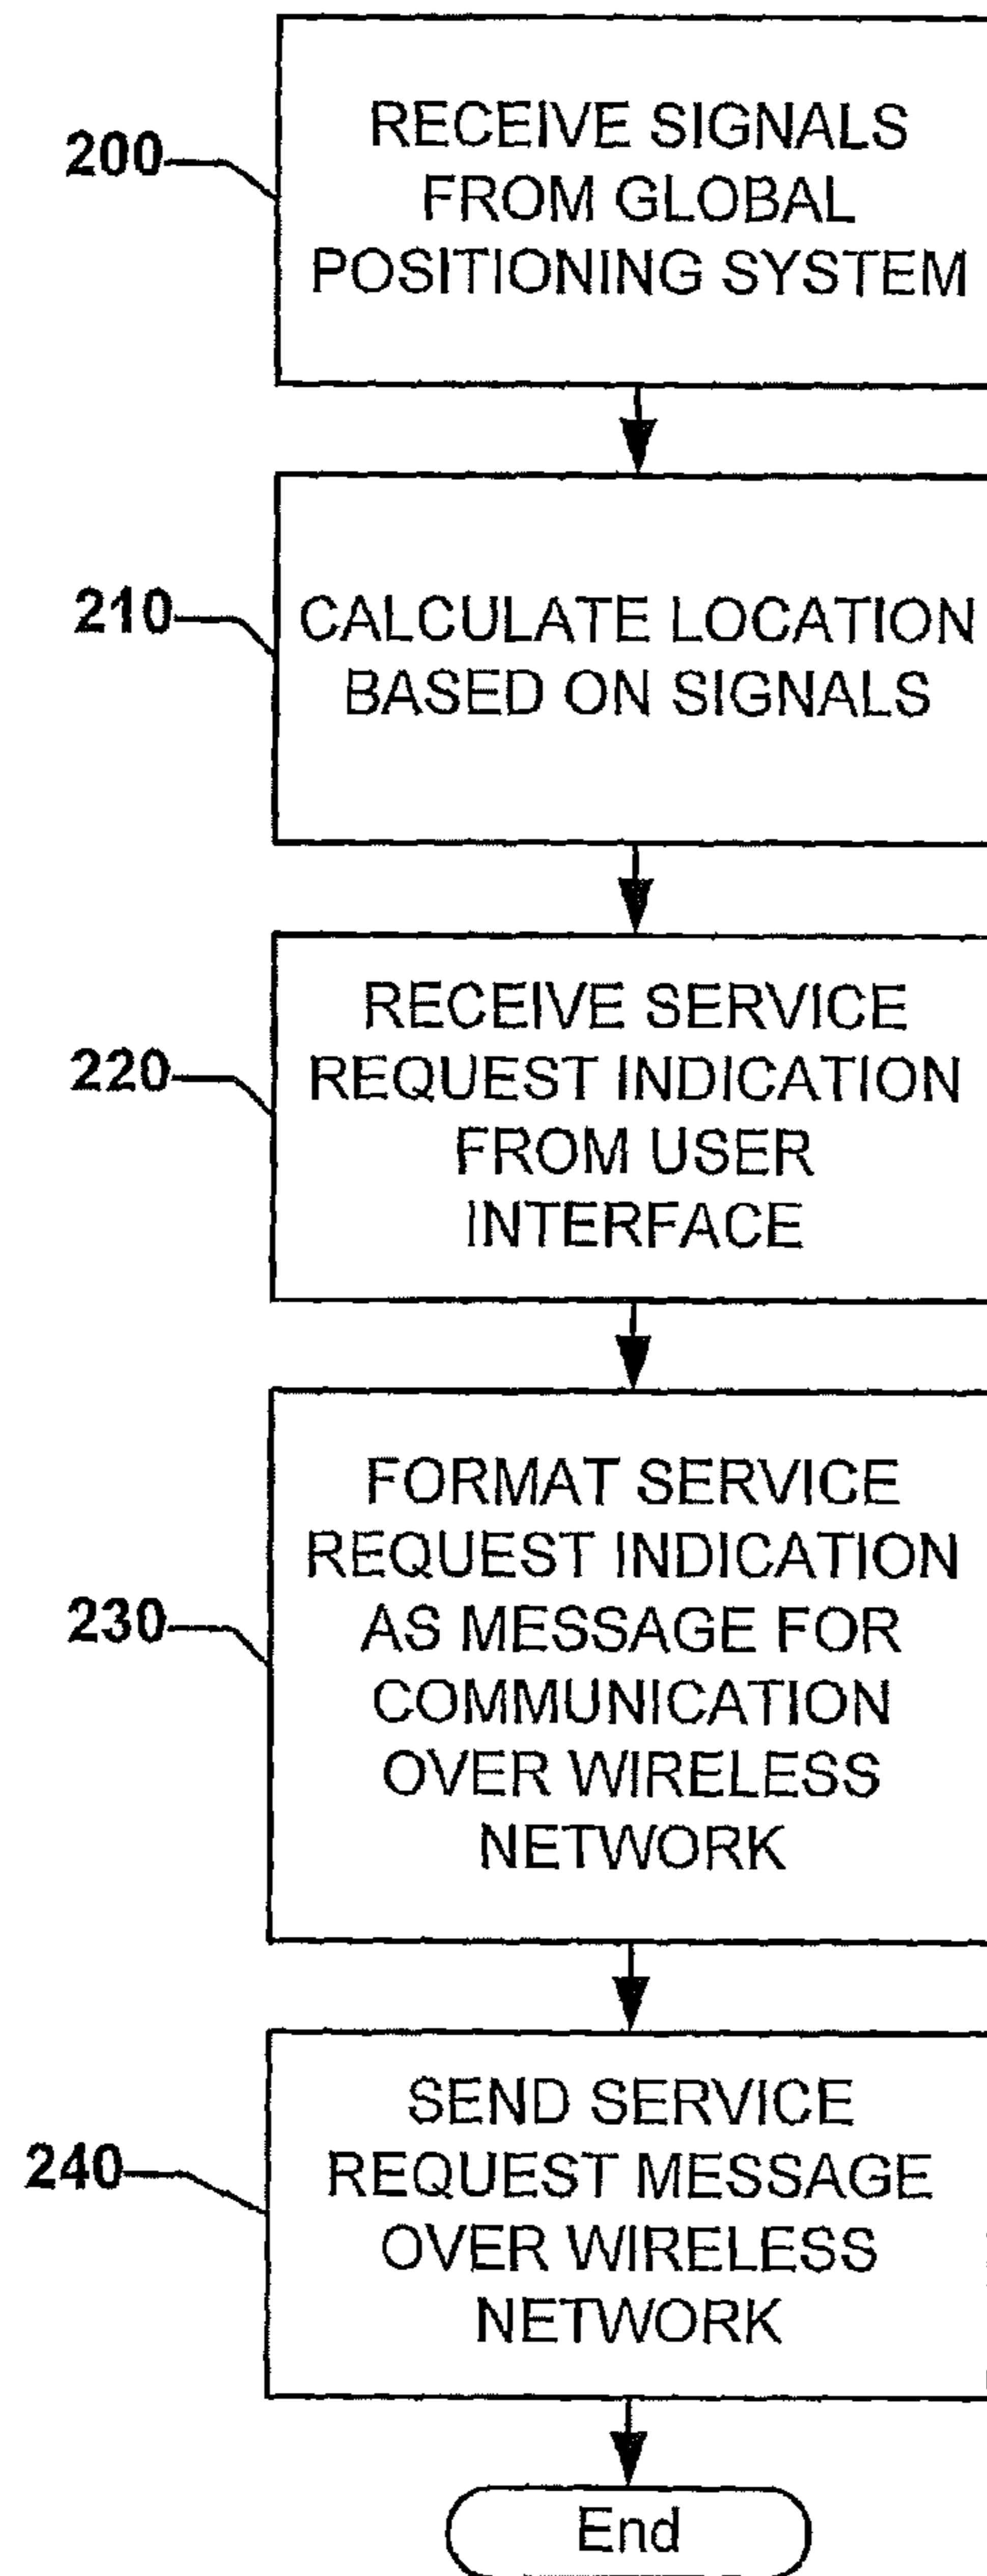 200
RECEIVE SIGNALS
FROM GLOBAL
POSITIONING SYSTEM
210
CALCULATE LOCATION
BASED ON SIGNALS
220
RECEIVE SERVICE
REQUEST INDICATION
FROM USER
INTERFACE
230
FORMAT SERVICE
REQUEST INDICATION
AS MESSAGE FOR
COMMUNICATION
OVER WIRELESS
NETWORK
240
SEND SERVICE
REQUEST MESSAGE
OVER WIRELESS
NETWORK
End